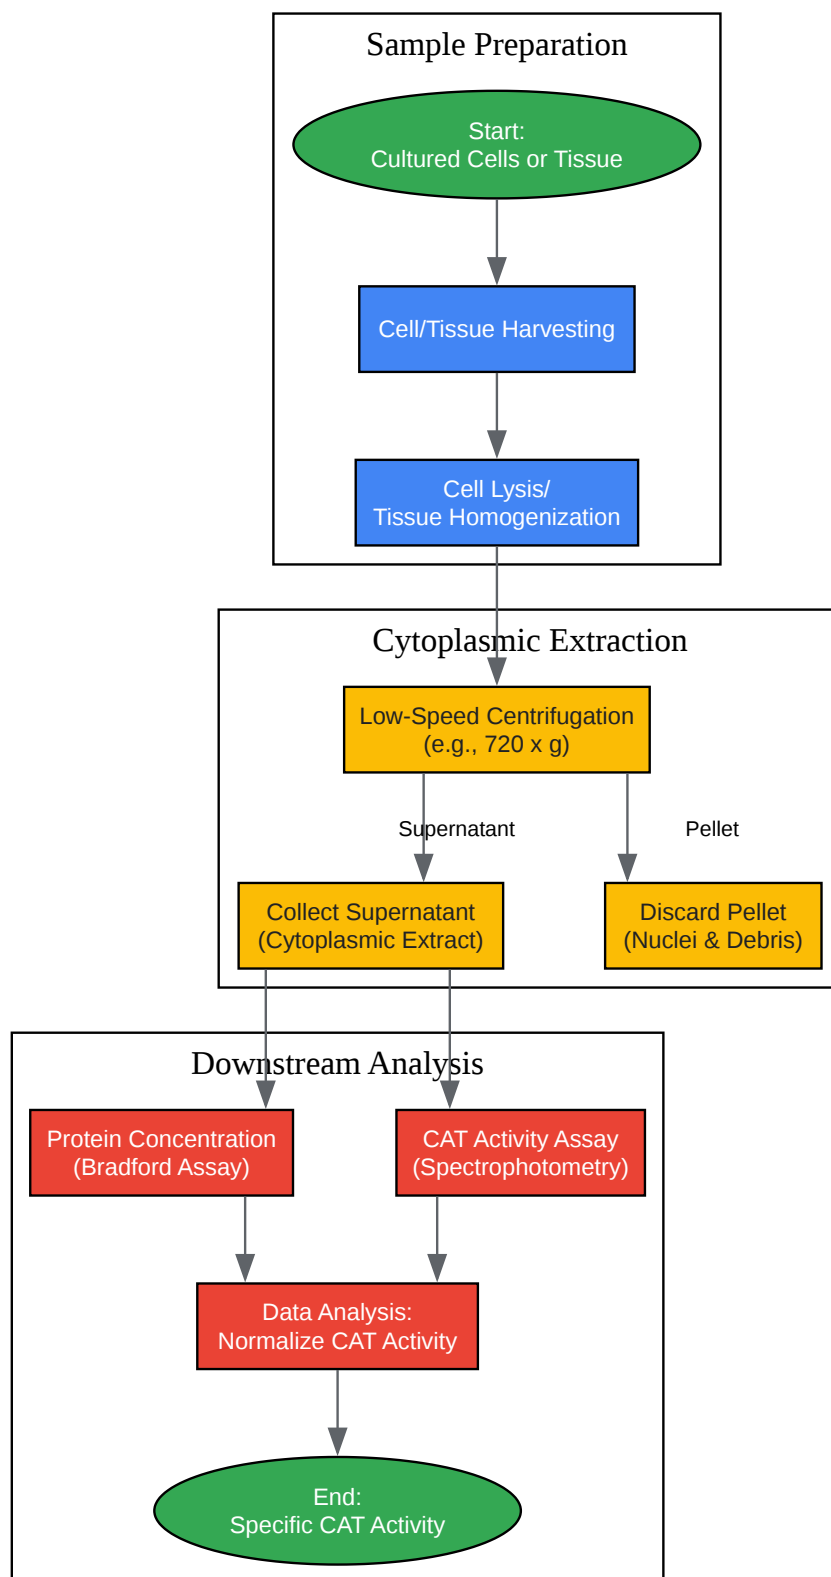 Sample Preparation
Start:
Cultured Cells or Tissue
Cell/Tissue Harvesting
Cell Lysis/
Tissue Homogenization
Cytoplasmic Extraction
Low-Speed Centrifugation
(e.g., 720 x g)
Supernatant
Pellet
Collect Supernatant
(Cytoplasmic Extract)
Discard Pellet
(Nuclei & Debris)
Downstream Analysis
Protein Concentration
(Bradford Assay)
CAT Activity Assay
(Spectrophotometry)
Data Analysis:
Normalize CAT Activity
End:
Specific CAT Activity